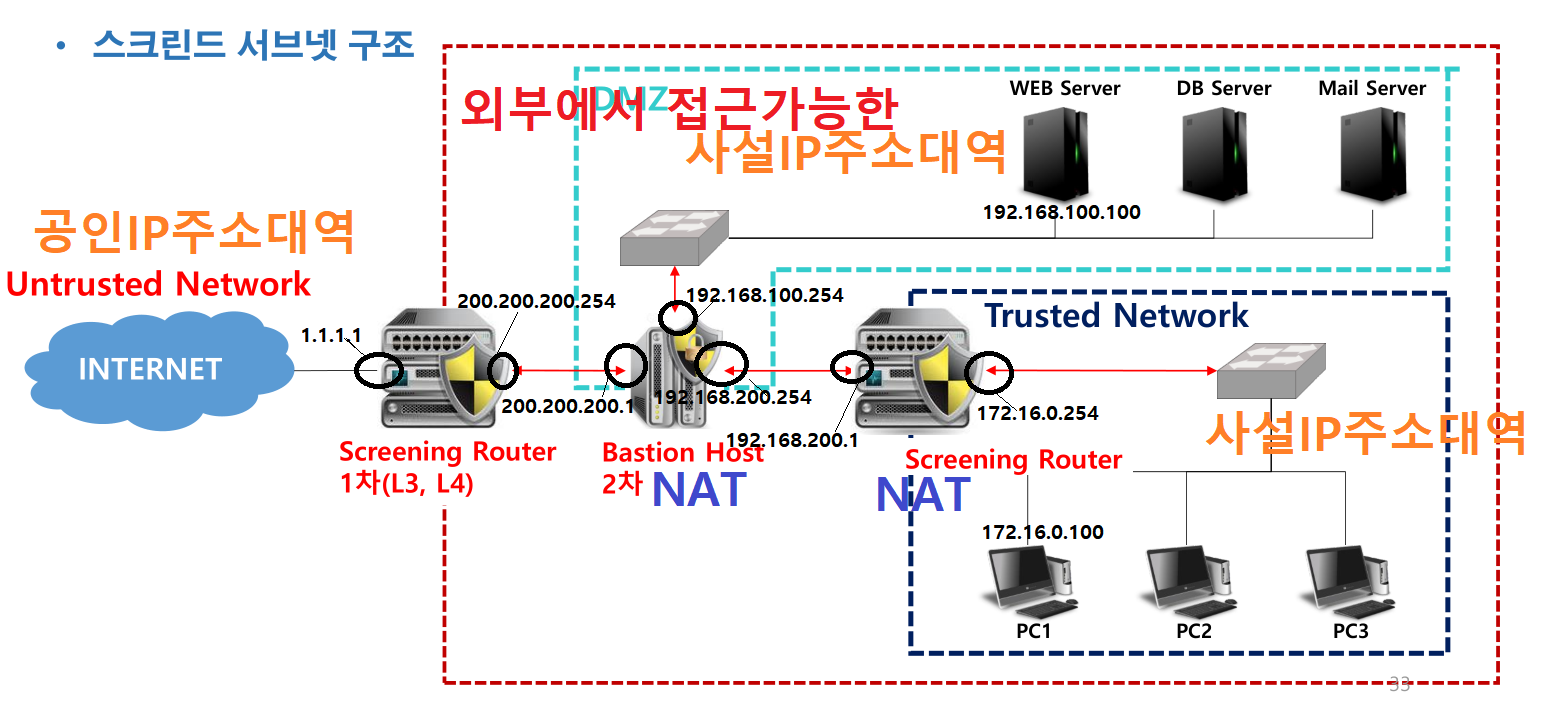 • 스크린드 서브넷 구조
DMZ
외부에서 접근가능한
사설IP주소대역
WEB Server
DB Server
Mail Server
192.168.100.100
공인IP주소대역
Untrusted Network
INTERNET
1.1.1.1
200.200.200.254
192.168.100.254
200.200.200.1
192.168.200.254
192.168.200.1
Trusted Network
172.16.0.254
사설IP주소대역
Screening Router
1차(L3, L4)
Bastion Host
2차
NAT
Screening Router
NAT
172.16.0.100
PC1
PC2
PC3
33